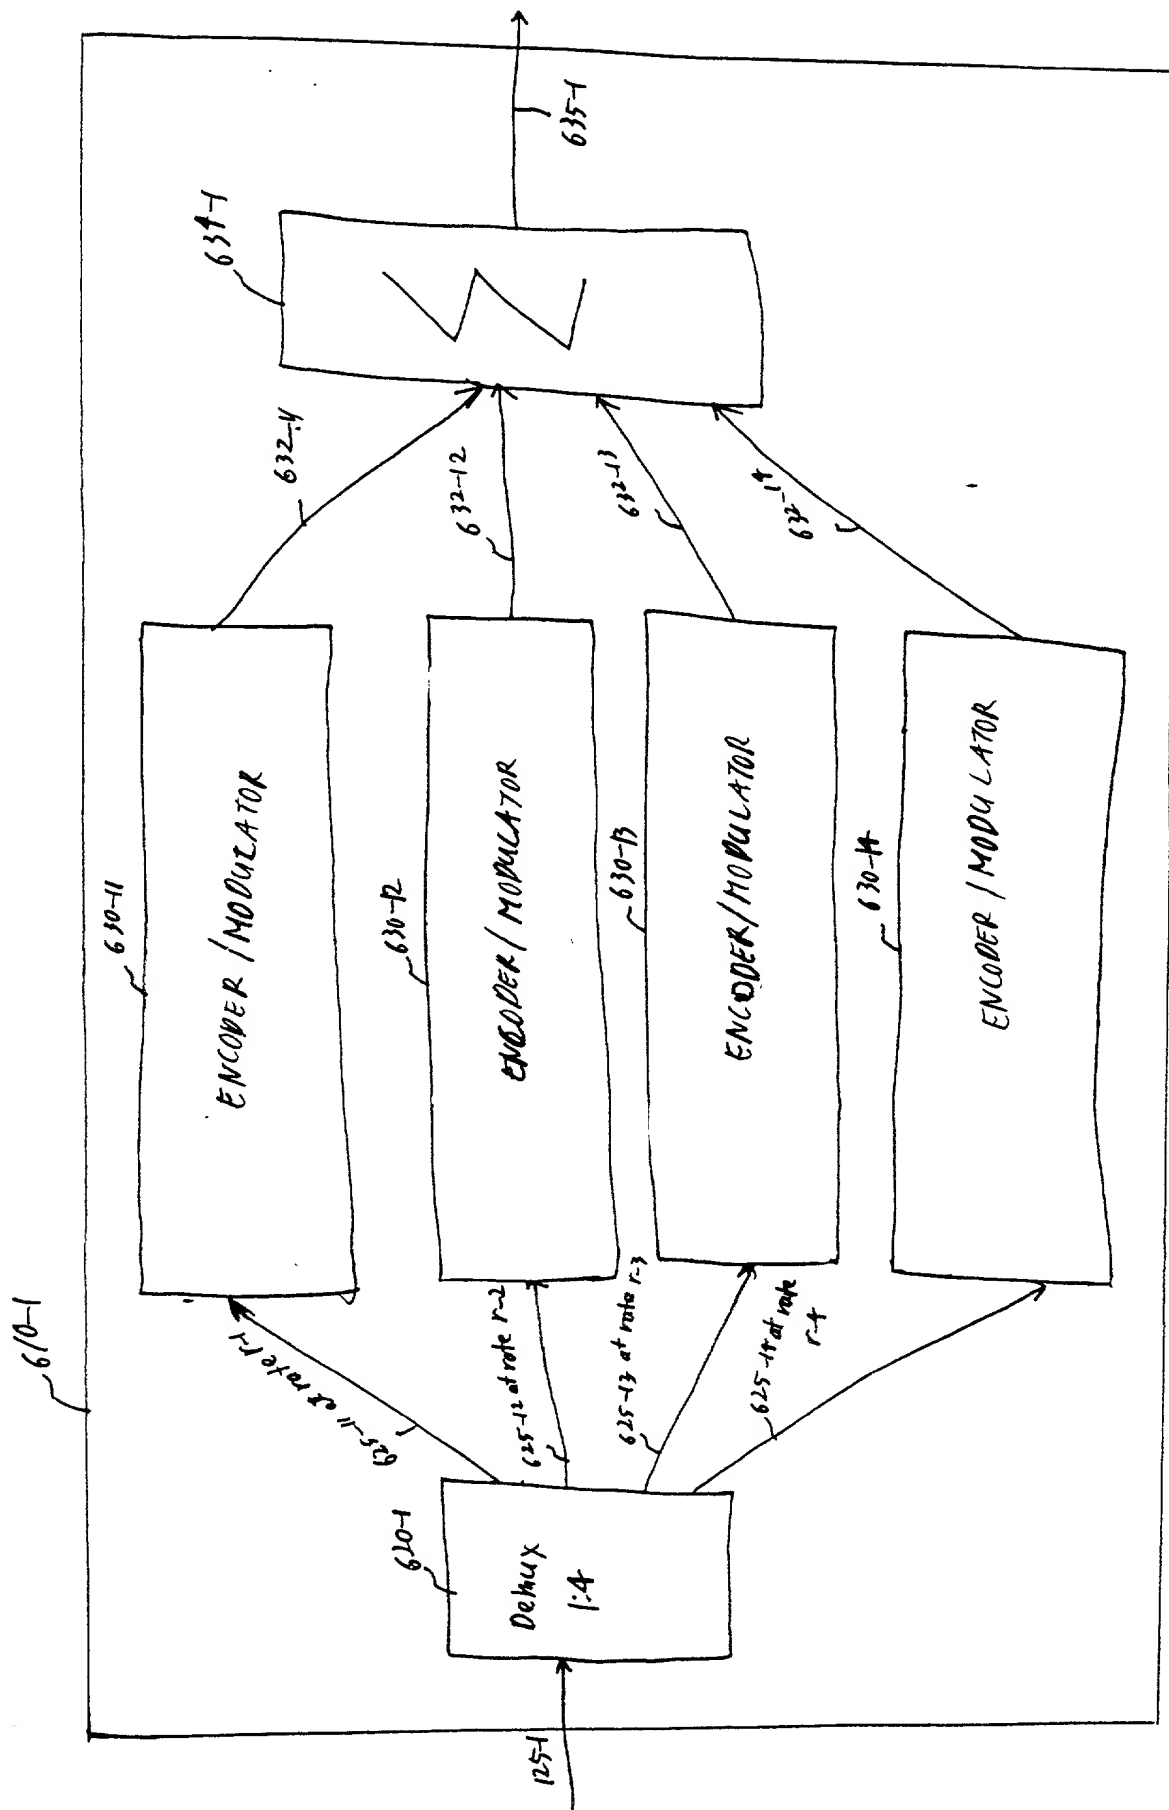 610-1
125-1
620-1
Demux
1:4
625-11 at rate r-1
625-12 at rate r-2
625-13 at rate r-3
625-14 at rate
r-4
630-11
ENCODER/MODULATOR
630-12
ENCODER/MODULATOR
630-13
ENCODER/MODULATOR
630-14
ENCODER/MODULATOR
632-11
632-12
632-13
632-14
634-1
Σ
635-1